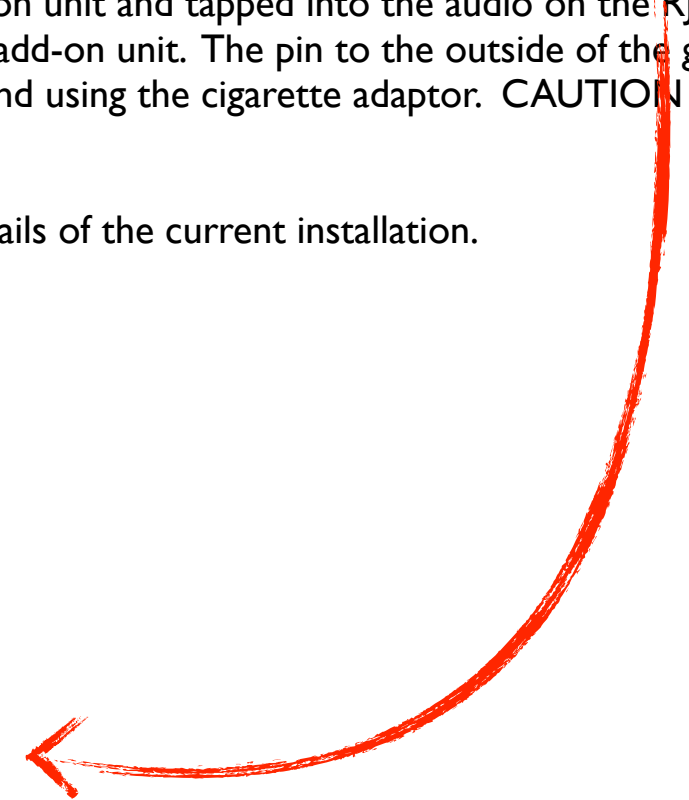 on unit and tapped into the audio on the Rj
add-on unit. The pin to the outside of the g
nd using the cigarette adaptor. CAUTION
ails of the current installation.